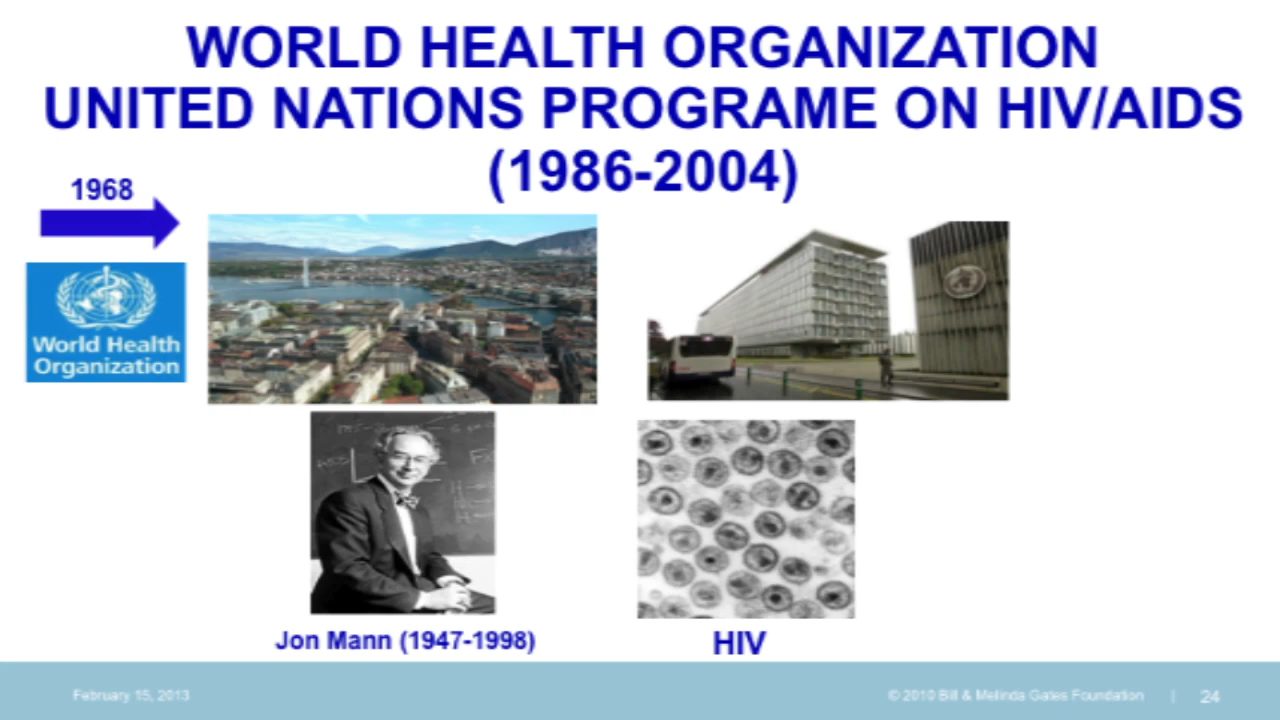 WORLD HEALTH ORGANIZATION
UNITED NATIONS PROGRAME ON HIV/AIDS
(1986-2004)
1968
World Health
Organization
Jon Mann (1947-1998)
HIV
February 15, 2013
© 2010 Bill & Melinda Gates Foundation | 24